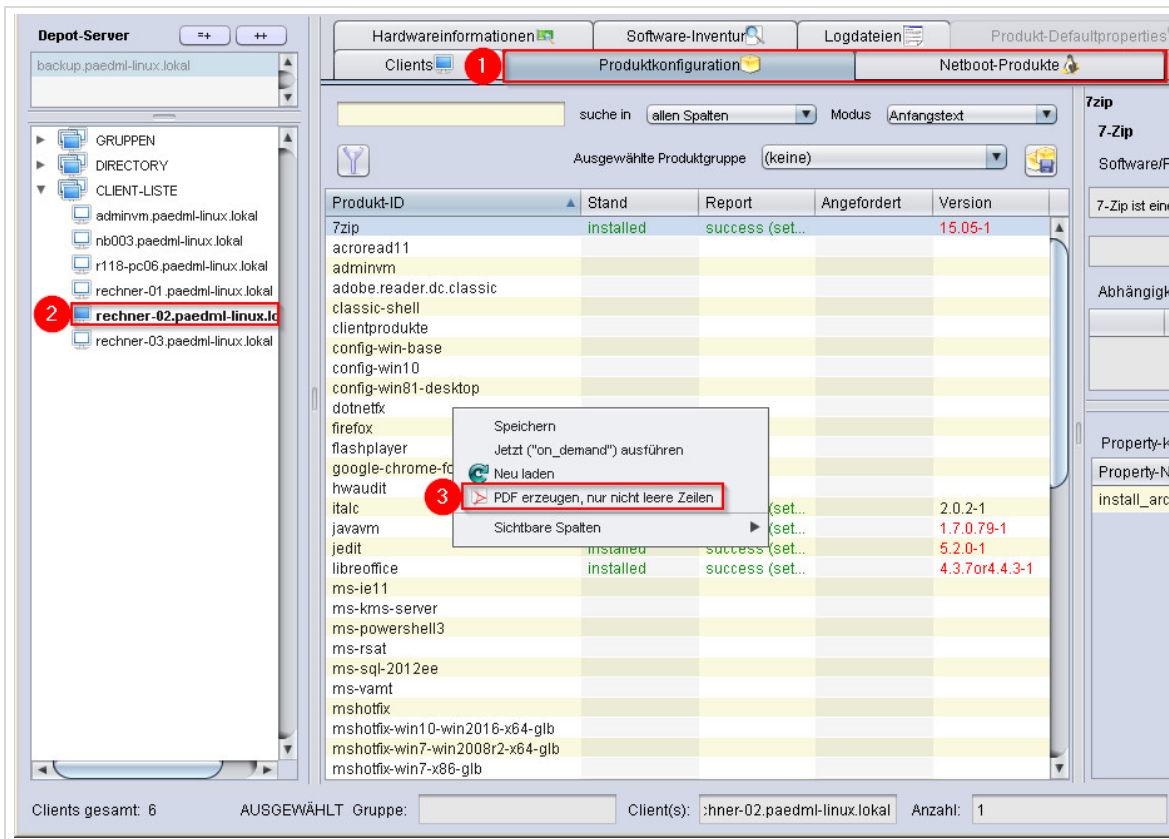 Depot-Server =+ ++
backup.paedml-linux.lokal
GRUPPEN
DIRECTORY
CLIENT-LISTE
adminvm.paedml-linux.lokal
nb003.paedml-linux.lokal
r118-pc06.paedml-linux.lokal
rechner-01.paedml-linux.lokal
2 rechner-02.paedml-linux.lo
rechner-03.paedml-linux.lokal
Hardwareinformationen Software-Inventur Logdateien Produkt-Defaultproperties
Clients 1 Produktkonfiguration Netboot-Produkte
suche in allen Spalten Modus Anfangstext
Ausgewählte Produktgruppe (keine)
Produkt-ID Stand Report Angefordert Version
7zip installed success (set... 15.05-1
acroread11
adminvm
adobe.reader.dc.classic
classic-shell
clientprodukte
config-win-base
config-win10
config-win81-desktop
dotnetfx
firefox
flashplayer
google-chrome-fo
hwaudit
italc (set... 2.0.2-1
javavm (set... 1.7.0.79-1
jedit installed success (set... 5.2.0-1
libreoffice installed success (set... 4.3.7or4.4.3-1
ms-ie11
ms-kms-server
ms-powershell3
ms-rsat
ms-sql-2012ee
ms-vamt
mshotfix
mshotfix-win10-win2016-x64-glb
mshotfix-win7-win2008r2-x64-glb
mshotfix-win7-x86-glb
Speichern
Jetzt ("on_demand") ausführen
Neu laden
3 PDF erzeugen, nur nicht leere Zeilen
Sichtbare Spalten
7zip
7-Zip
Software/F
7-Zip ist eine
Abhängigk
Property-K
Property-N
install_arc
Clients gesamt: 6 AUSGEWÄHLT Gruppe: Client(s): :hner-02.paedml-linux.lokal Anzahl: 1